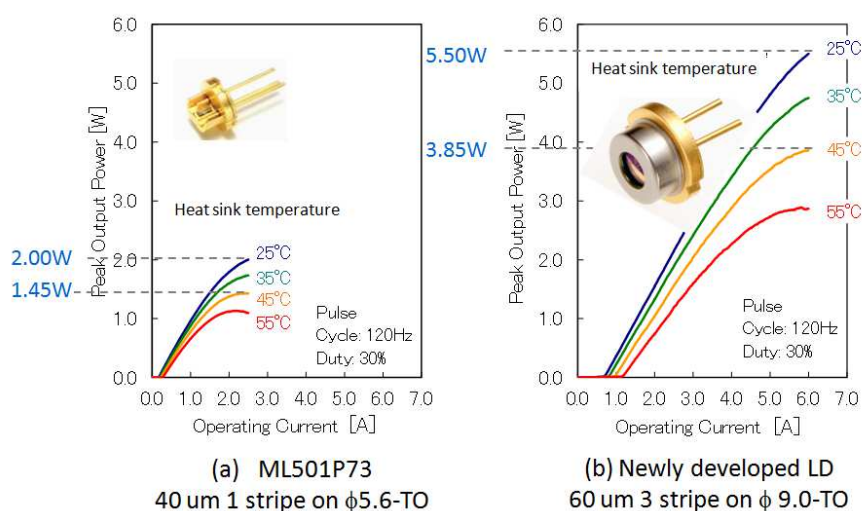 6.0
5.0
4.0
3.0
2.0
1.0
0.0
Peak Output Power [W]
2.00W
1.45W
Heat sink temperature
25°C
35°C
45°C
55°C
Pulse
Cycle: 120Hz
Duty: 30%
0.0 1.0 2.0 3.0 4.0 5.0 6.0 7.0
Operating Current [A]
(a) ML501P73
40 um 1 stripe on ϕ5.6-TO
6.0
5.0
4.0
3.0
2.0
1.0
0.0
Peak Output Power [W]
5.50W
3.85W
Heat sink temperature
25°C
35°C
45°C
55°C
Pulse
Cycle: 120Hz
Duty: 30%
0.0 1.0 2.0 3.0 4.0 5.0 6.0 7.0
Operating Current [A]
(b) Newly developed LD
60 um 3 stripe on ϕ 9.0-TO